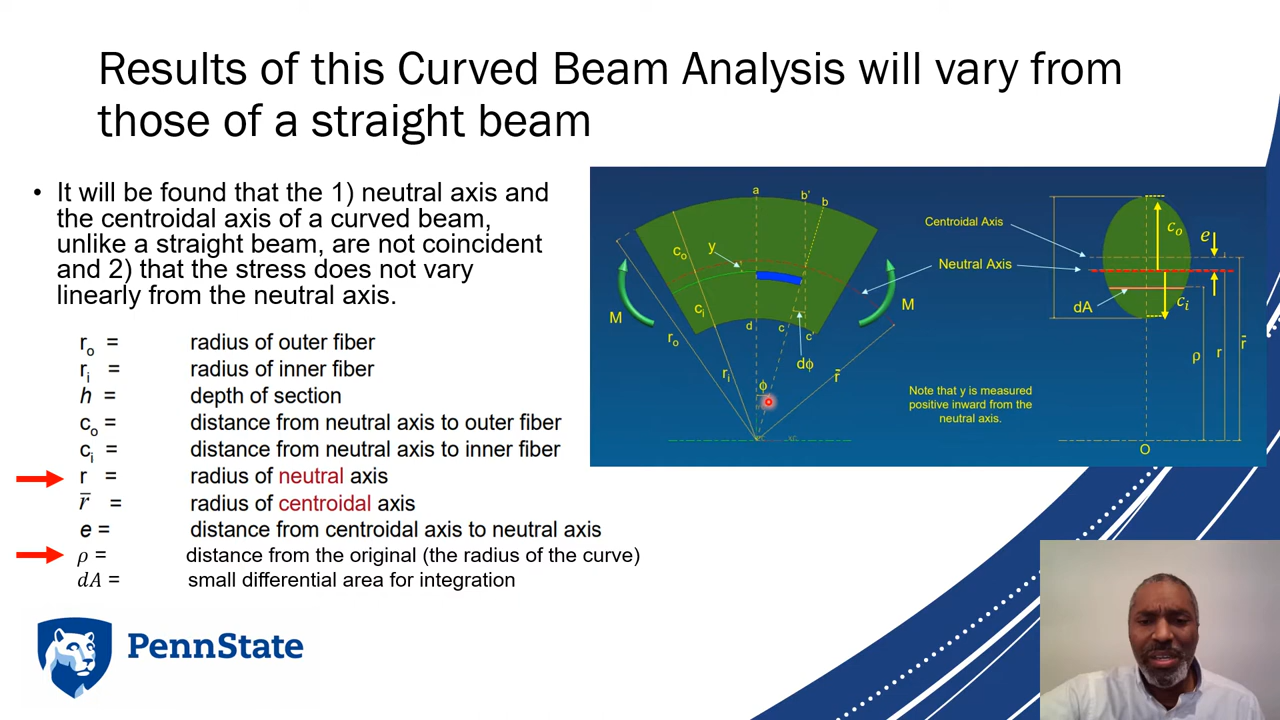 Results of this Curved Beam Analysis will vary from
those of a straight beam
• It will be found that the 1) neutral axis and
the centroidal axis of a curved beam,
unlike a straight beam, are not coincident
and 2) that the stress does not vary
linearly from the neutral axis.
rₒ = radius of outer fiber
rᵢ = radius of inner fiber
h = depth of section
cₒ = distance from neutral axis to outer fiber
cᵢ = distance from neutral axis to inner fiber
r = radius of neutral axis
r̄ = radius of centroidal axis
e = distance from centroidal axis to neutral axis
ρ = distance from the original (the radius of the curve)
dA = small differential area for integration
a
b'
b
y
cₒ
cᵢ
d
c
c'
M
M
rₒ
rᵢ
ϕ
dϕ
r̄
Centroidal Axis
Neutral Axis
dA
cₒ
cᵢ
e
ρ
r
r̄
O
Note that y is measured
positive inward from the
neutral axis.
PennState